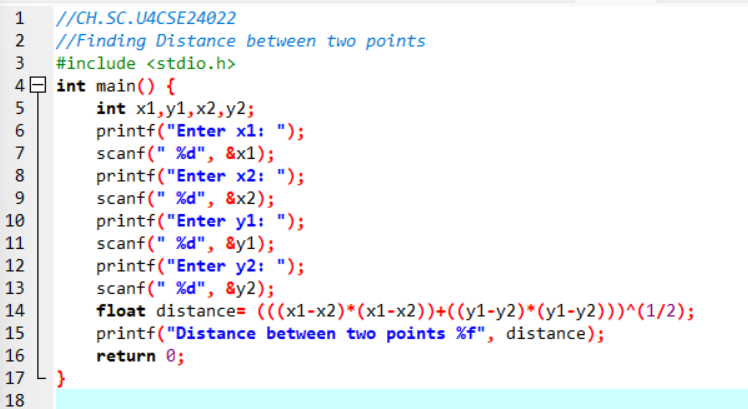 1 //CH.SC.U4CSE24022
2 //Finding Distance between two points
3 #include <stdio.h>
4 int main() {
5     int x1,y1,x2,y2;
6     printf("Enter x1: ");
7     scanf(" %d", &x1);
8     printf("Enter x2: ");
9     scanf(" %d", &x2);
10     printf("Enter y1: ");
11     scanf(" %d", &y1);
12     printf("Enter y2: ");
13     scanf(" %d", &y2);
14     float distance= (((x1-x2)*(x1-x2))+((y1-y2)*(y1-y2)))^(1/2);
15     printf("Distance between two points %f", distance);
16     return 0;
17 }
18